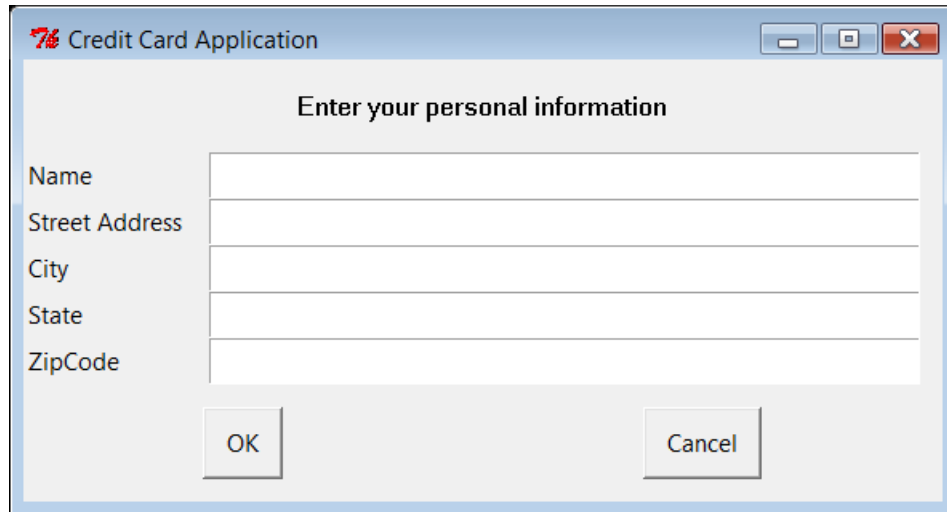 Credit Card Application
Enter your personal information
Name
Street Address
City
State
ZipCode
OK Cancel